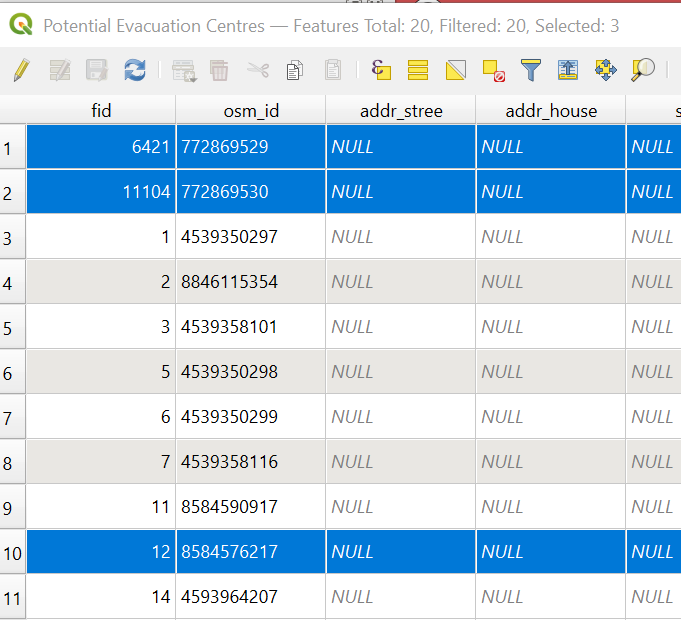 Potential Evacuation Centres — Features Total: 20, Filtered: 20, Selected: 3
fid osm_id addr_stree addr_house s
1 6421 772869529 NULL NULL NULL
2 11104 772869530 NULL NULL NULL
3 1 4539350297 NULL NULL NULL
4 2 8846115354 NULL NULL NULL
5 3 4539358101 NULL NULL NULL
6 5 4539350298 NULL NULL NULL
7 6 4539350299 NULL NULL NULL
8 7 4539358116 NULL NULL NULL
9 11 8584590917 NULL NULL NULL
10 12 8584576217 NULL NULL NULL
11 14 4593964207 NULL NULL NULL